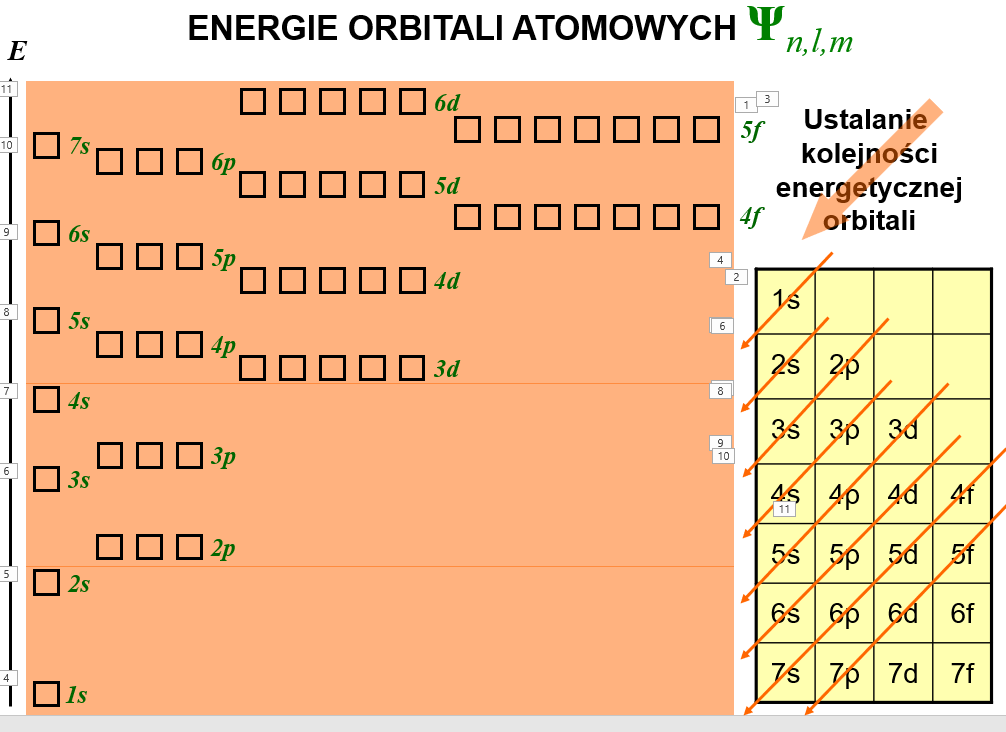 ENERGIE ORBITALI ATOMOWYCH Ψn,l,m
E
11
6d
1
3
5f
10
7s
6p
5d
4f
9
6s
5p
4d
4
2
8
5s
4p
3d
6
7
4s
8
3p
9
10
6
3s
2p
5
2s
4
1s
Ustalanie
kolejności
energetycznej
orbitali
1s
2s 2p
3s 3p 3d
4s 4p 4d 4f
11
5s 5p 5d 5f
6s 6p 6d 6f
7s 7p 7d 7f